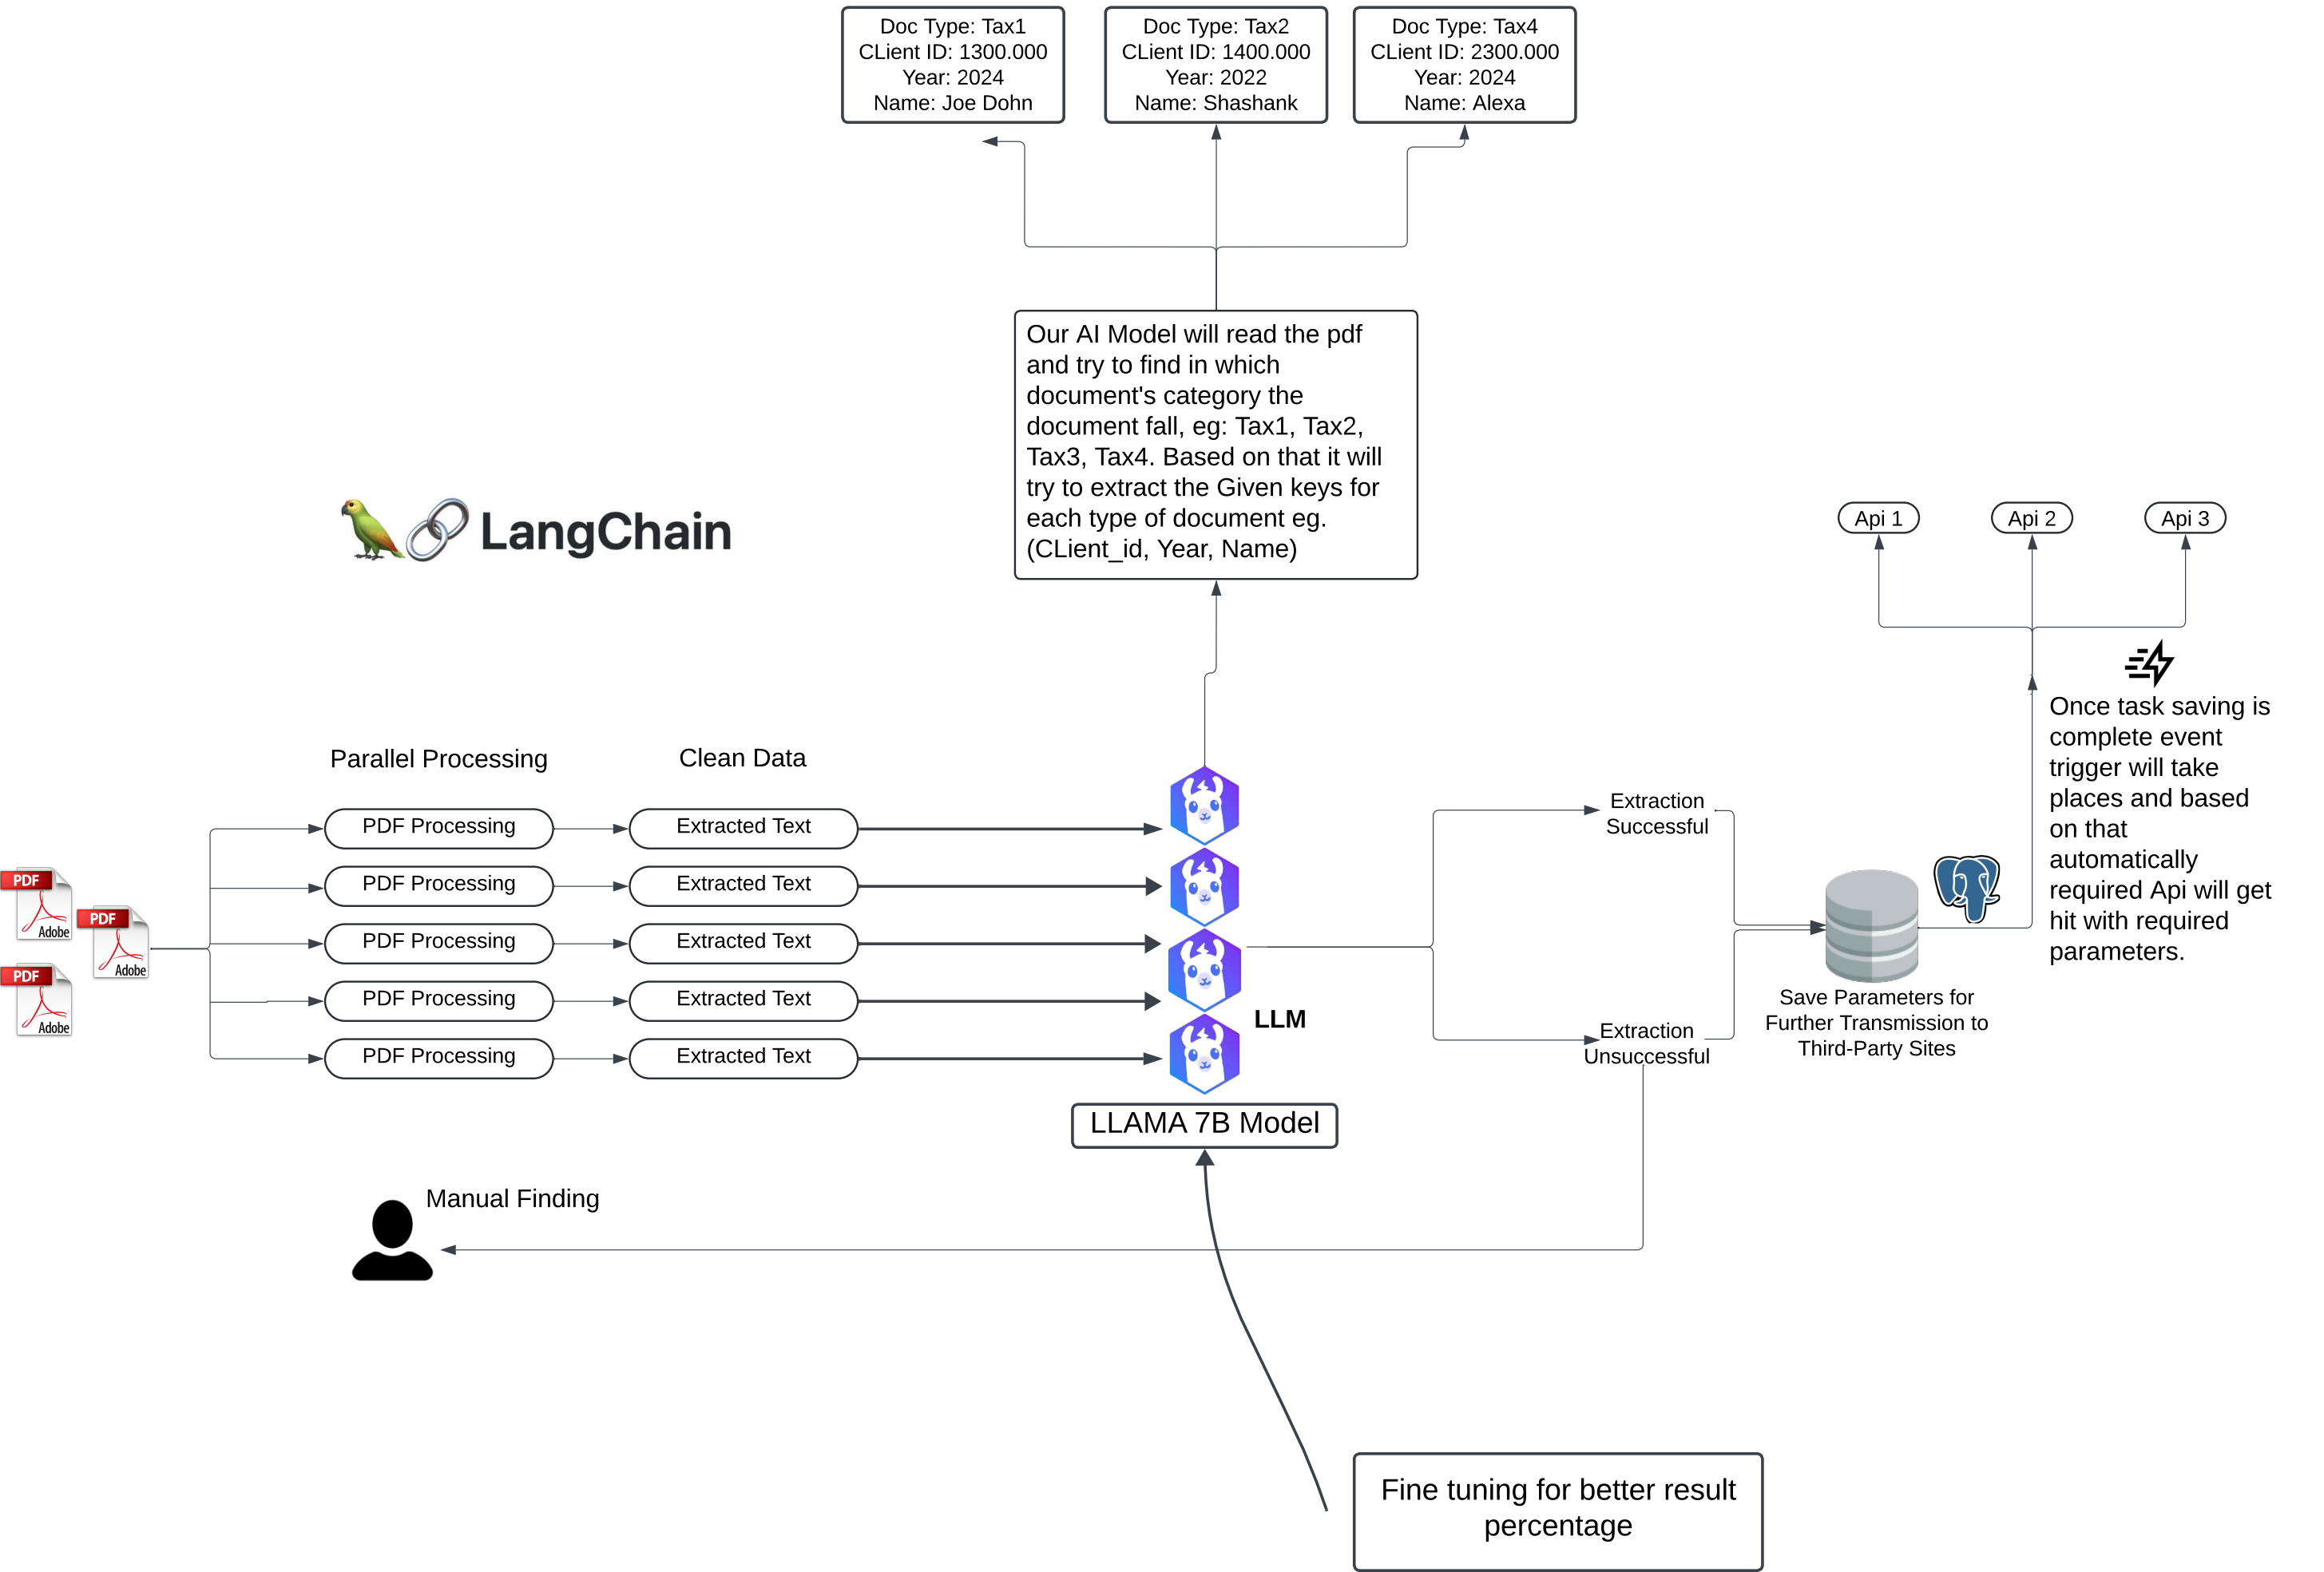 Doc Type: Tax1
CLient ID: 1300.000
Year: 2024
Name: Joe Dohn
Doc Type: Tax2
CLient ID: 1400.000
Year: 2022
Name: Shashank
Doc Type: Tax4
CLient ID: 2300.000
Year: 2024
Name: Alexa
Our AI Model will read the pdf
and try to find in which
document's category the
document fall, eg: Tax1, Tax2,
Tax3, Tax4. Based on that it will
try to extract the Given keys for
each type of document eg.
(CLient_id, Year, Name)
LangChain
Api 1
Api 2
Api 3
Once task saving is
complete event
trigger will take
places and based
on that
automatically
required Api will get
hit with required
parameters.
Parallel Processing
Clean Data
PDF Processing
Extracted Text
PDF Processing
Extracted Text
PDF Processing
Extracted Text
PDF Processing
Extracted Text
PDF Processing
Extracted Text
PDF
Adobe
PDF
Adobe
PDF
Adobe
LLM
LLAMA 7B Model
Extraction
Successful
Extraction
Unsuccessful
Save Parameters for
Further Transmission to
Third-Party Sites
Manual Finding
Fine tuning for better result
percentage